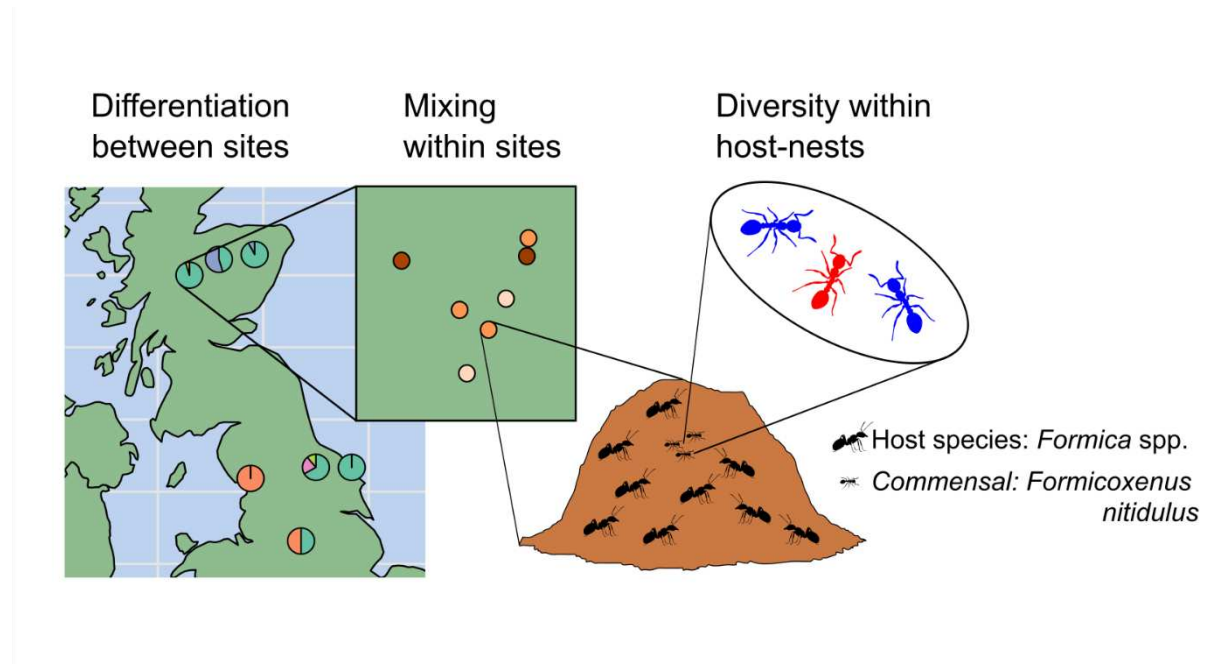 Differentiation
between sites
Mixing
within sites
Diversity within
host-nests
Host species: Formica spp.
Commensal: Formicoxenus
nitidulus